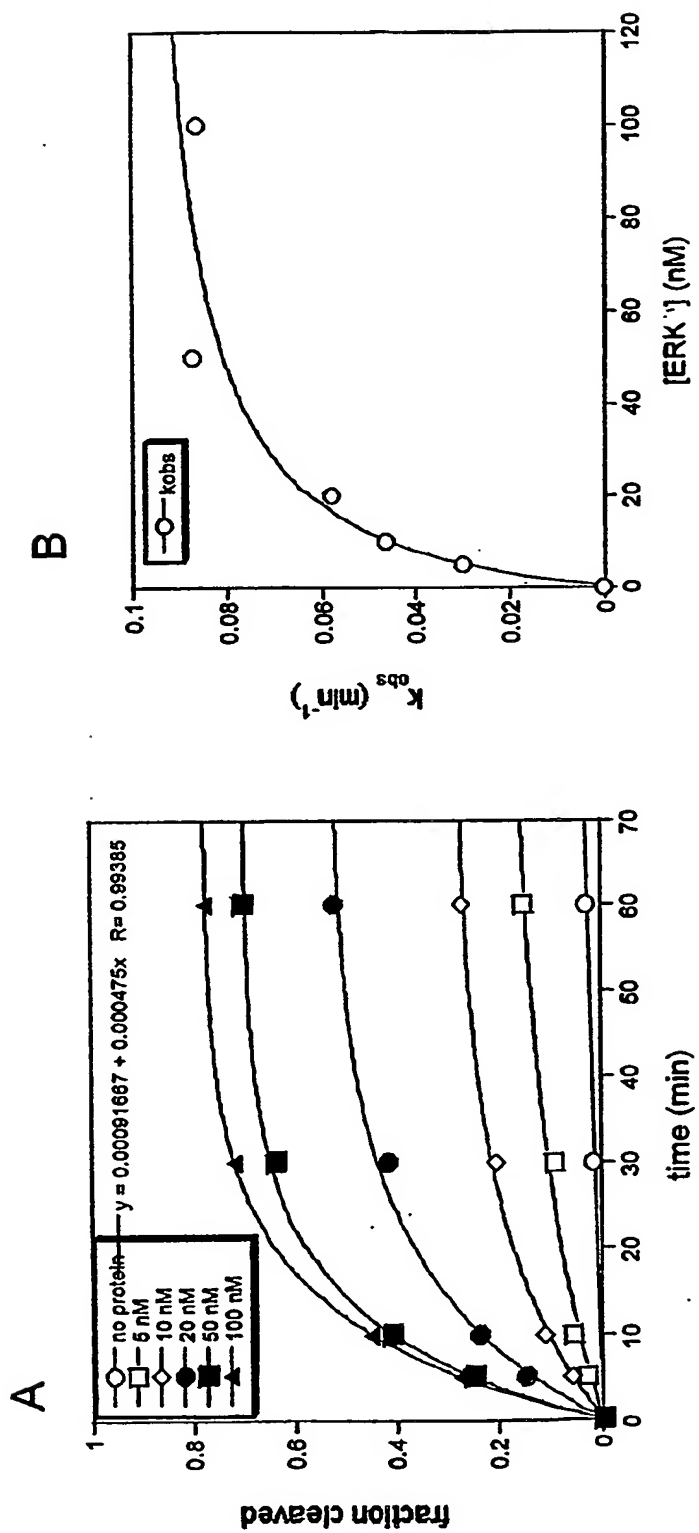 A
fraction cleaved
1
0.8
0.6
0.4
0.2
0
no protein
5 nM
10 nM
20 nM
50 nM
100 nM
y = 0.00091667 + 0.000475x R= 0.99385
0
10
20
30
40
50
60
70
time (min)
B
k_obs (min⁻¹)
0.1
0.08
0.06
0.04
0.02
0
kobs
0
20
40
60
80
100
120
(nM)